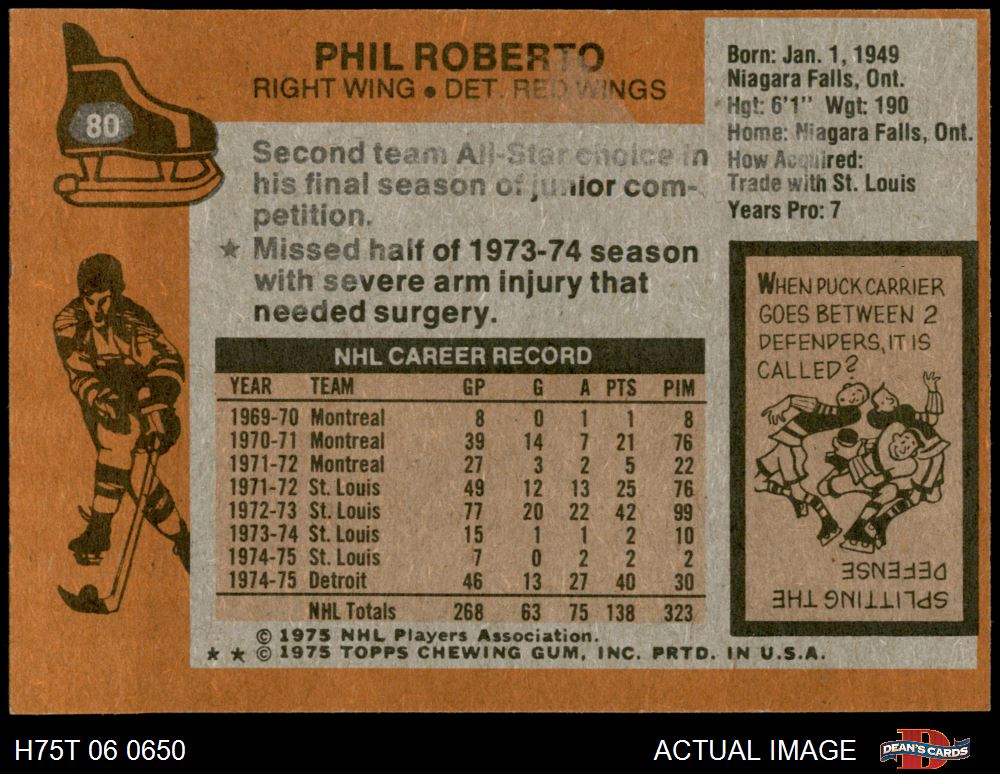 80
PHIL ROBERTO
RIGHT WING • DET. RED WINGS
Born: Jan. 1, 1949
Niagara Falls, Ont.
Hgt: 6'1" Wgt: 190
Home: Niagara Falls, Ont.
How Acquired:
Trade with St. Louis
Years Pro: 7
Second team All-Star choice in
his final season of junior com-
petition.
★ Missed half of 1973-74 season
with severe arm injury that
needed surgery.
NHL CAREER RECORD
YEAR TEAM GP G A PTS PIM
1969-70 Montreal 8 0 1 1 8
1970-71 Montreal 39 14 7 21 76
1971-72 Montreal 27 3 2 5 22
1971-72 St. Louis 49 12 13 25 76
1972-73 St. Louis 77 20 22 42 99
1973-74 St. Louis 15 1 1 2 10
1974-75 St. Louis 7 0 2 2 2
1974-75 Detroit 46 13 27 40 30
NHL Totals 268 63 75 138 323
© 1975 NHL Players Association.
★ ★ © 1975 TOPPS CHEWING GUM, INC. PRTD. IN U.S.A.
WHEN PUCK CARRIER
GOES BETWEEN 2
DEFENDERS, IT IS
CALLED?
SPLITTING THE
DEFENSE
H75T 06 0650
ACTUAL IMAGE
DEAN'S CARDS